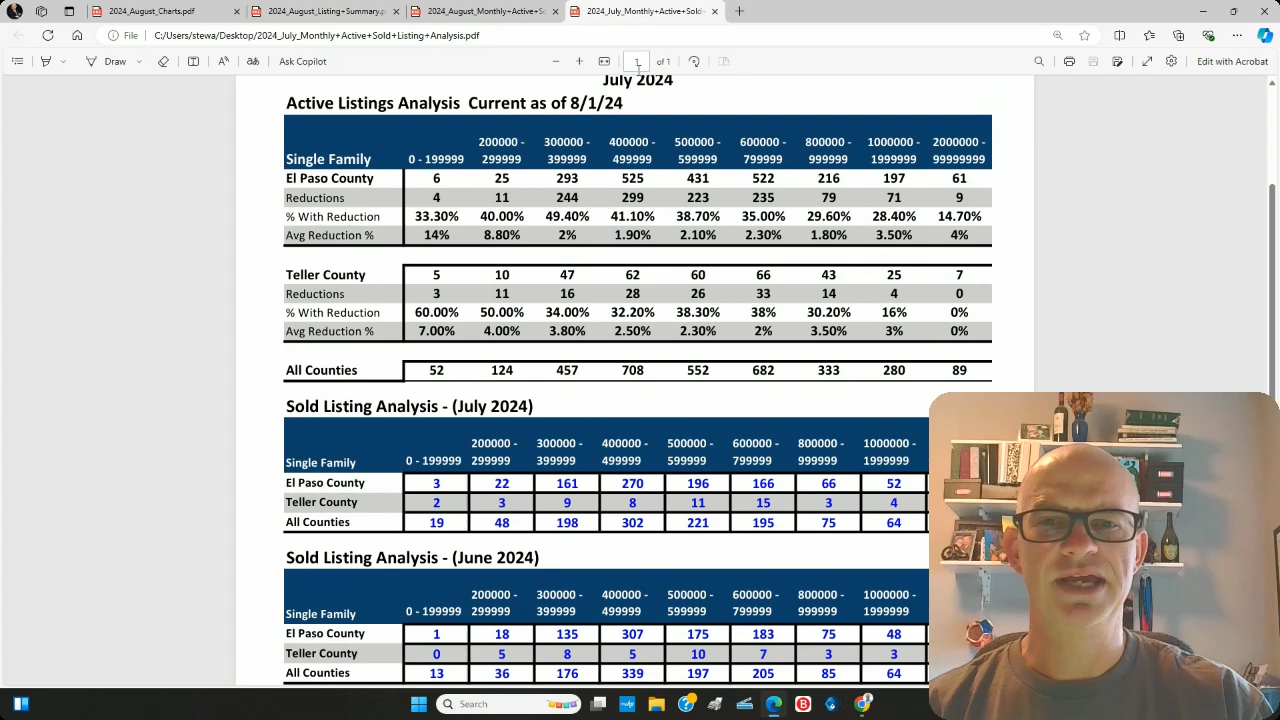 2024_August_Charts.pdf
2024_August_Listing+Summary.p
2024_August_Monthly+Active+Sc
2024_July_Monthly+Active+Sold
File
C:/Users/stewa/Desktop/2024_July_Monthly+Active+Sold+Listing+Analysis.pdf
Draw
Ask Copilot
1 of 1
Edit with Acrobat
July 2024
Active Listings Analysis Current as of 8/1/24
200000 - 300000 - 400000 - 500000 - 600000 - 800000 - 1000000 - 2000000 -
Single Family 0 - 199999 299999 399999 499999 599999 799999 999999 1999999 99999999
El Paso County 6 25 293 525 431 522 216 197 61
Reductions 4 11 244 299 223 235 79 71 9
% With Reduction 33.30% 40.00% 49.40% 41.10% 38.70% 35.00% 29.60% 28.40% 14.70%
Avg Reduction % 14% 8.80% 2% 1.90% 2.10% 2.30% 1.80% 3.50% 4%
Teller County 5 10 47 62 60 66 43 25 7
Reductions 3 11 16 28 26 33 14 4 0
% With Reduction 60.00% 50.00% 34.00% 32.20% 38.30% 38% 30.20% 16% 0%
Avg Reduction % 7.00% 4.00% 3.80% 2.50% 2.30% 2% 3.50% 3% 0%
All Counties 52 124 457 708 552 682 333 280 89
Sold Listing Analysis - (July 2024)
200000 - 300000 - 400000 - 500000 - 600000 - 800000 - 1000000 -
Single Family 0 - 199999 299999 399999 499999 599999 799999 999999 1999999
El Paso County 3 22 161 270 196 166 66 52
Teller County 2 3 9 8 11 15 3 4
All Counties 19 48 198 302 221 195 75 64
Sold Listing Analysis - (June 2024)
200000 - 300000 - 400000 - 500000 - 600000 - 800000 - 1000000 -
Single Family 0 - 199999 299999 399999 499999 599999 799999 999999 1999999
El Paso County 1 18 135 307 175 183 75 48
Teller County 0 5 8 5 10 7 3 3
All Counties 13 36 176 339 197 205 85 64
Search